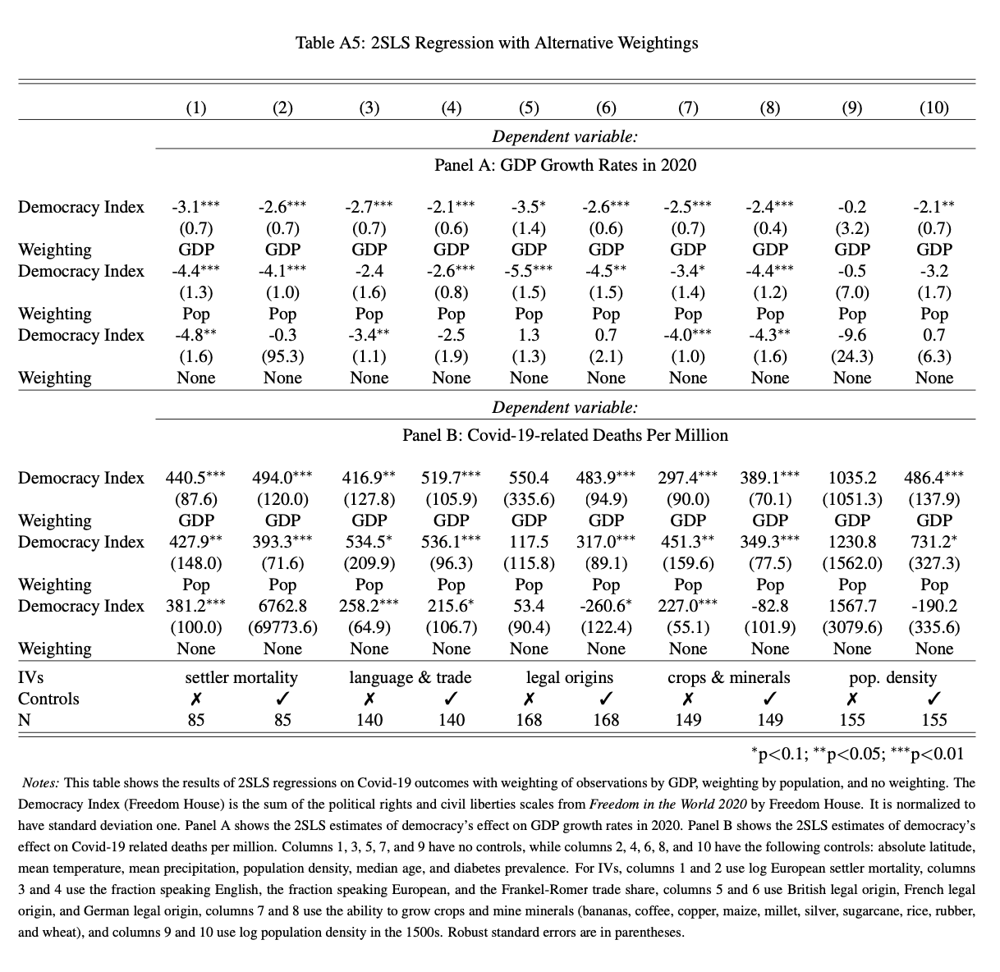 Table A5: 2SLS Regression with Alternative Weightings
(1) (2) (3) (4) (5) (6) (7) (8) (9) (10)
Dependent variable:
Panel A: GDP Growth Rates in 2020
Democracy Index -3.1*** -2.6*** -2.7*** -2.1*** -3.5* -2.6*** -2.5*** -2.4*** -0.2 -2.1**
(0.7) (0.7) (0.7) (0.6) (1.4) (0.6) (0.7) (0.4) (3.2) (0.7)
Weighting GDP GDP GDP GDP GDP GDP GDP GDP GDP GDP
Democracy Index -4.4*** -4.1*** -2.4 -2.6*** -5.5*** -4.5** -3.4* -4.4*** -0.5 -3.2
(1.3) (1.0) (1.6) (0.8) (1.5) (1.5) (1.4) (1.2) (7.0) (1.7)
Weighting Pop Pop Pop Pop Pop Pop Pop Pop Pop Pop
Democracy Index -4.8** -0.3 -3.4** -2.5 1.3 0.7 -4.0*** -4.3** -9.6 0.7
(1.6) (95.3) (1.1) (1.9) (1.3) (2.1) (1.0) (1.6) (24.3) (6.3)
Weighting None None None None None None None None None None
Dependent variable:
Panel B: Covid-19-related Deaths Per Million
Democracy Index 440.5*** 494.0*** 416.9** 519.7*** 550.4 483.9*** 297.4*** 389.1*** 1035.2 486.4***
(87.6) (120.0) (127.8) (105.9) (335.6) (94.9) (90.0) (70.1) (1051.3) (137.9)
Weighting GDP GDP GDP GDP GDP GDP GDP GDP GDP GDP
Democracy Index 427.9** 393.3*** 534.5* 536.1*** 117.5 317.0*** 451.3** 349.3*** 1230.8 731.2*
(148.0) (71.6) (209.9) (96.3) (115.8) (89.1) (159.6) (77.5) (1562.0) (327.3)
Weighting Pop Pop Pop Pop Pop Pop Pop Pop Pop Pop
Democracy Index 381.2*** 6762.8 258.2*** 215.6* 53.4 -260.6* 227.0*** -82.8 1567.7 -190.2
(100.0) (69773.6) (64.9) (106.7) (90.4) (122.4) (55.1) (101.9) (3079.6) (335.6)
Weighting None None None None None None None None None None
IVs settler mortality language & trade legal origins crops & minerals pop. density
Controls ✗ ✓ ✗ ✓ ✗ ✓ ✗ ✓ ✗ ✓
N 85 85 140 140 168 168 149 149 155 155
*p<0.1; **p<0.05; ***p<0.01
Notes: This table shows the results of 2SLS regressions on Covid-19 outcomes with weighting of observations by GDP, weighting by population, and no weighting. The
Democracy Index (Freedom House) is the sum of the political rights and civil liberties scales from Freedom in the World 2020 by Freedom House. It is normalized to
have standard deviation one. Panel A shows the 2SLS estimates of democracy's effect on GDP growth rates in 2020. Panel B shows the 2SLS estimates of democracy's
effect on Covid-19 related deaths per million. Columns 1, 3, 5, 7, and 9 have no controls, while columns 2, 4, 6, 8, and 10 have the following controls: absolute latitude,
mean temperature, mean precipitation, population density, median age, and diabetes prevalence. For IVs, columns 1 and 2 use log European settler mortality, columns
3 and 4 use the fraction speaking English, the fraction speaking European, and the Frankel-Romer trade share, columns 5 and 6 use British legal origin, French legal
origin, and German legal origin, columns 7 and 8 use the ability to grow crops and mine minerals (bananas, coffee, copper, maize, millet, silver, sugarcane, rice, rubber,
and wheat), and columns 9 and 10 use log population density in the 1500s. Robust standard errors are in parentheses.